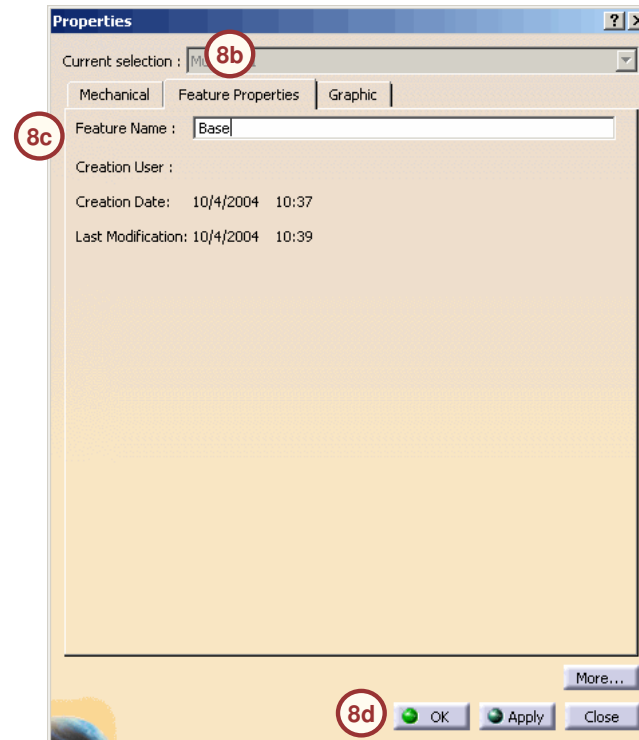 Properties
8b
Current selection :
Mechanical Feature Properties Graphic
8c Feature Name : Base
Creation User :
Creation Date: 10/4/2004 10:37
Last Modification: 10/4/2004 10:39
More...
8d OK Apply Close